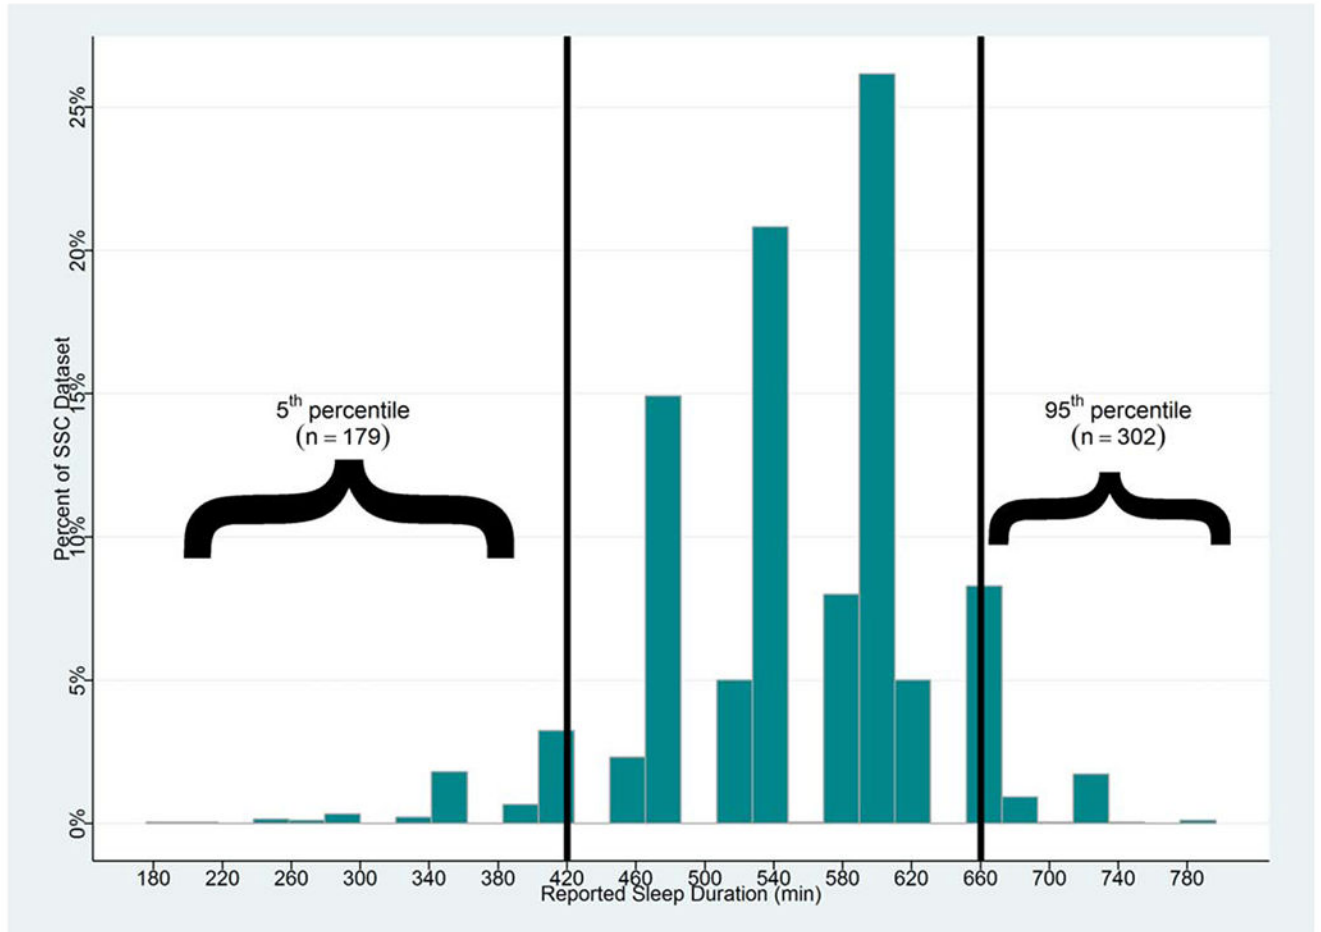 25%
20%
15%
10%
5%
0%
Percent of SSC Dataset
5th percentile
(n = 179)
95th percentile
(n = 302)
180 220 260 300 340 380 420 460 500 540 580 620 660 700 740 780
Reported Sleep Duration (min)